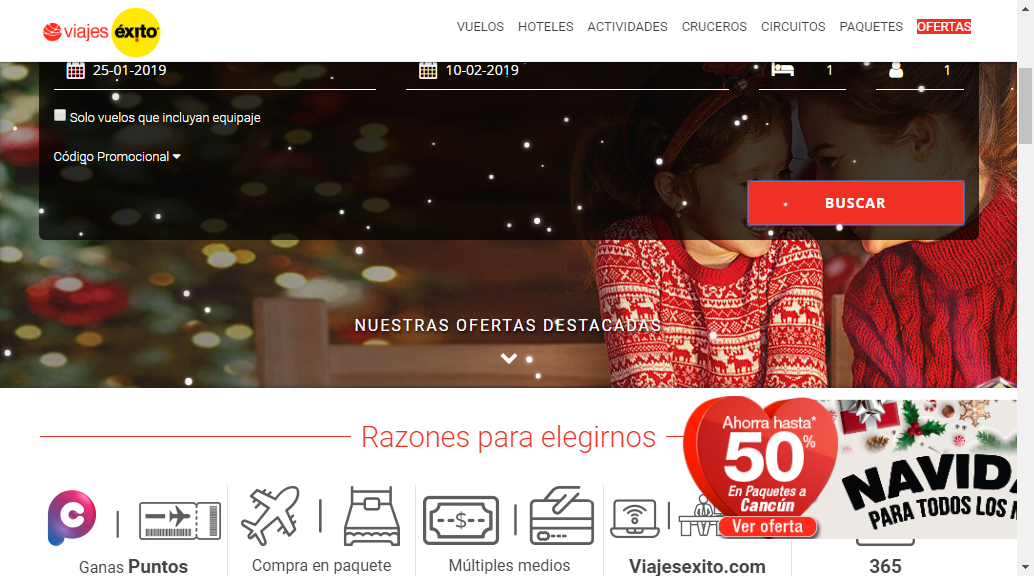 viajes éxito
VUELOS HOTELES ACTIVIDADES CRUCEROS CIRCUITOS PAQUETES OFERTAS
25-01-2019 10-02-2019 1 1
Solo vuelos que incluyan equipaje
Código Promocional
BUSCAR
NUESTRAS OFERTAS DESTACADAS
Razones para elegirnos
Ahorra hasta*
50%
En Paquetes a
Cancún
Ver oferta
NAVID
PARA TODOS LOS
Ganas Puntos
Compra en paquete
Múltiples medios
Viajesexito.com
365